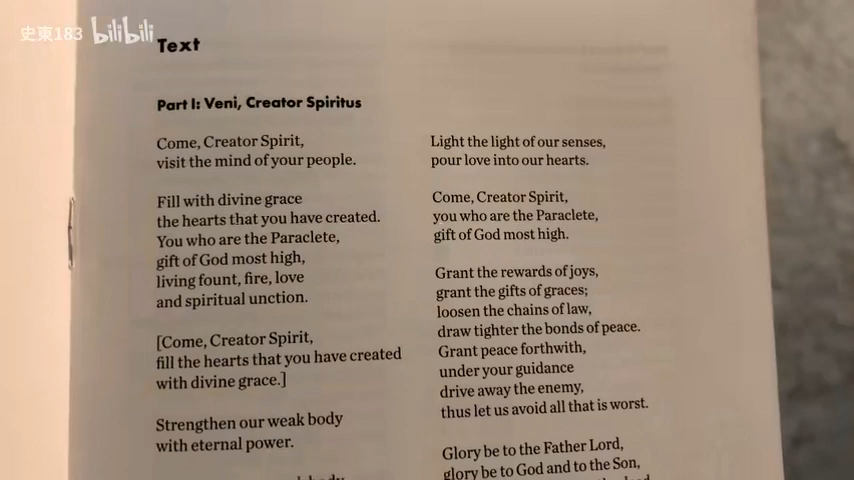 史東183 bilibili
Text
Part I: Veni, Creator Spiritus
Come, Creator Spirit,
visit the mind of your people.
Fill with divine grace
the hearts that you have created.
You who are the Paraclete,
gift of God most high,
living fount, fire, love
and spiritual unction.
[Come, Creator Spirit,
fill the hearts that you have created
with divine grace.]
Strengthen our weak body
with eternal power.
Light the light of our senses,
pour love into our hearts.
Come, Creator Spirit,
you who are the Paraclete,
gift of God most high.
Grant the rewards of joys,
grant the gifts of graces;
loosen the chains of law,
draw tighter the bonds of peace.
Grant peace forthwith,
under your guidance
drive away the enemy,
thus let us avoid all that is worst.
Glory be to the Father Lord,
glory be to God and to the Son,